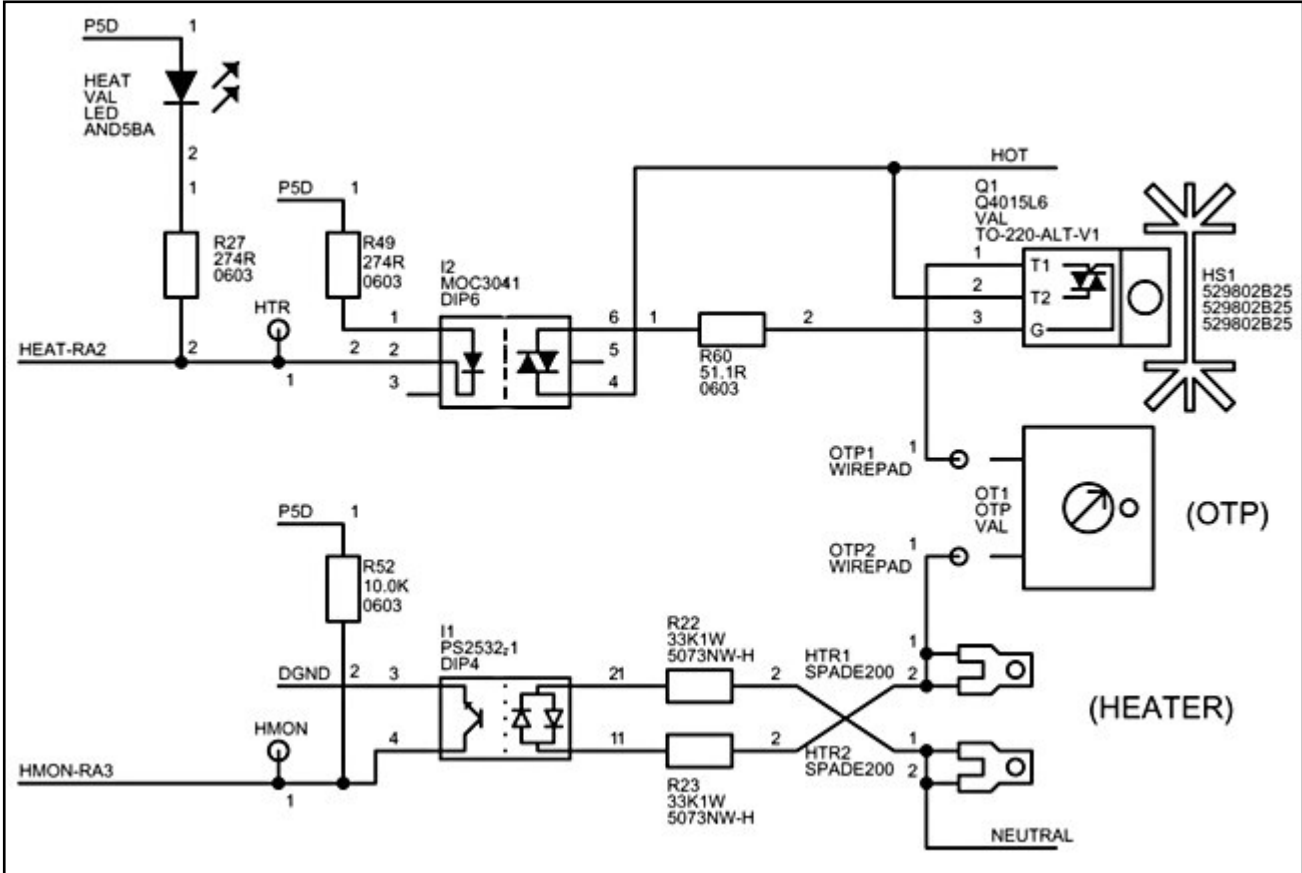 P5D
1
HEAT
VAL
LED
AND5BA
2
1
R27
274R
0603
2
P5D
1
R49
274R
0603
HTR
1
HEAT-RA2
2
I2
MOC3041
DIP6
1
2
3
6
5
4
1
R60
51.1R
0603
2
HOT
Q1
Q4015L6
VAL
TO-220-ALT-V1
1
2
3
T1
T2
G
HS1
529802B25
529802B25
529802B25
OTP1
WIREPAD
1
OT1
OTP
VAL
(OTP)
OTP2
WIREPAD
1
P5D
1
R52
10.0K
0603
2
DGND
HMON
1
HMON-RA3
I1
PS2532-1
DIP4
3
4
21
11
R22
33K1W
5073NW-H
2
R23
33K1W
5073NW-H
2
HTR1
SPADE200
1
2
HTR2
SPADE200
1
2
(HEATER)
NEUTRAL